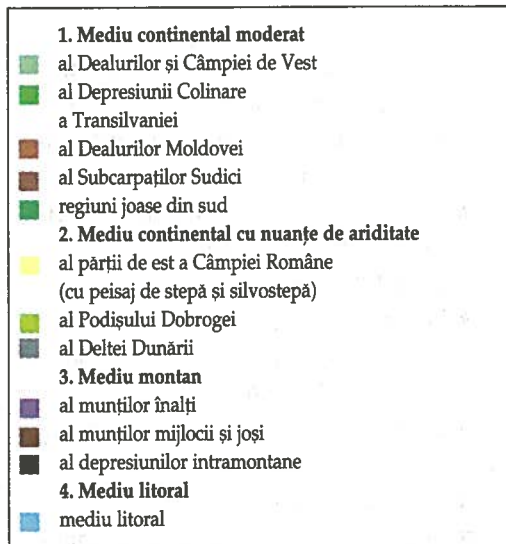 1. Mediu continental moderat
al Dealurilor și Câmpiei de Vest
al Depresiunii Colinare
a Transilvaniei
al Dealurilor Moldovei
al Subcarpaților Sudici
regiuni joase din sud
2. Mediu continental cu nuanțe de ariditate
al părții de est a Câmpiei Române
(cu peisaj de stepă și silvostepă)
al Podișului Dobrogei
al Deltei Dunării
3. Mediu montan
al munților înalți
al munților mijlocii și joși
al depresiunilor intramontane
4. Mediu litoral
mediu litoral